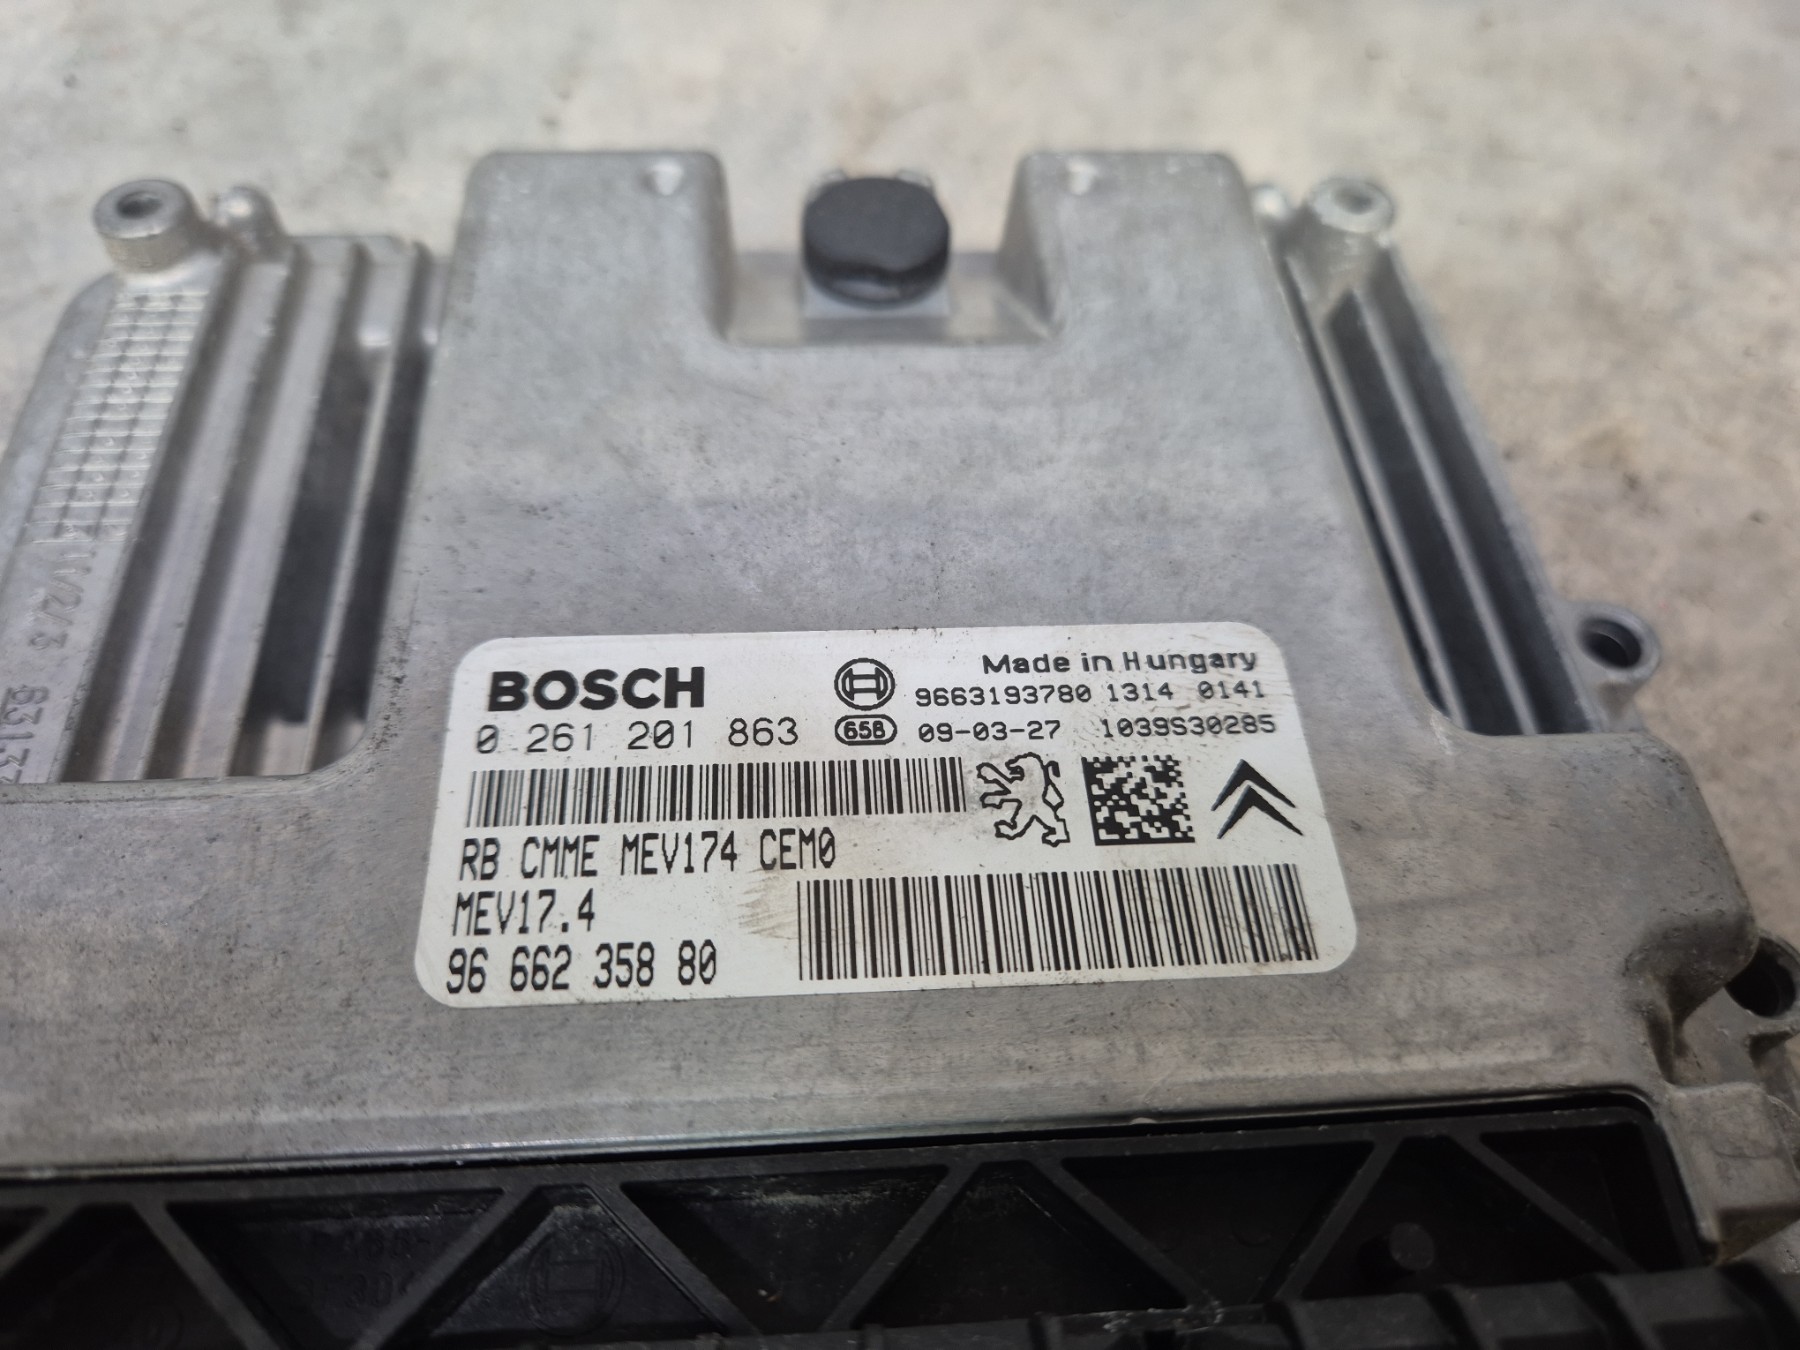 BOSCH
Made in Hungary
9663193780 1314 0141
0 261 201 863 65B 09-03-27 1039S30285
RB CMME MEV174 CEM0
MEV17.4
96 662 358 80